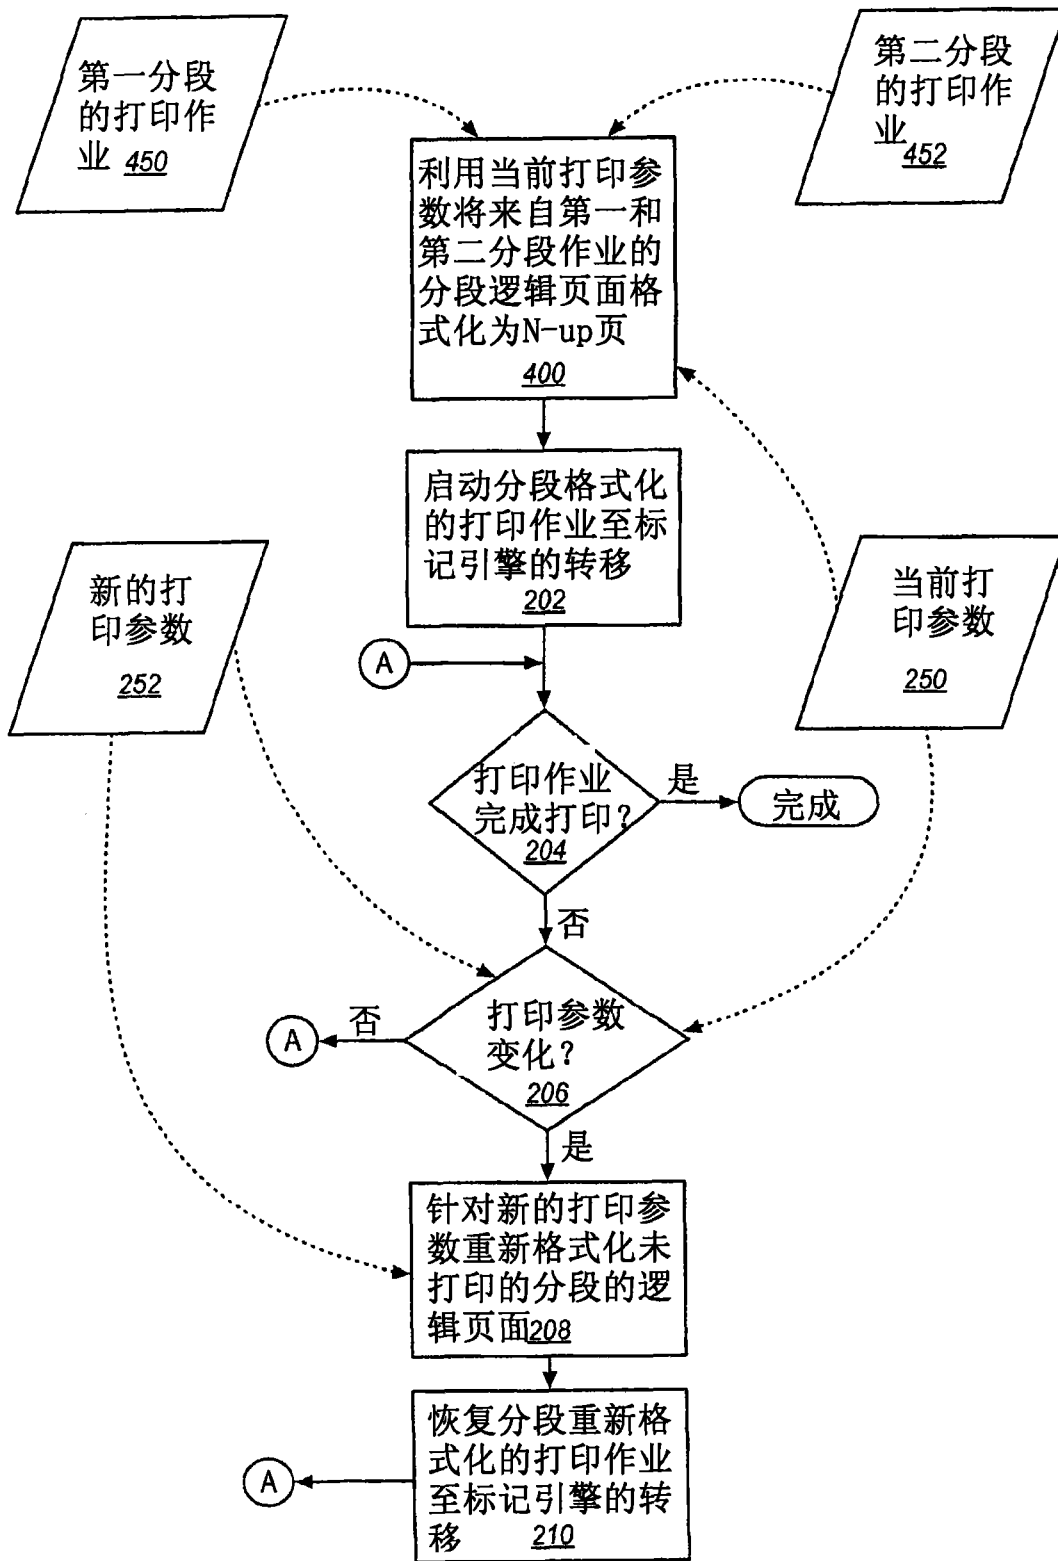 第一分段
的打印作
业 450
第二分段
的打印作
业 452
利用当前打印参
数将来自第一和
第二分段作业的
分段逻辑页面格
式化为N-up页
400
启动分段格式化
的打印作业至标
记引擎的转移
202
新的打
印参数
252
当前打
印参数
250
A
打印作业
完成打印?
204
是
完成
否
打印参数
变化?
206
否
A
是
针对新的打印参
数重新格式化未
打印的分段的逻
辑页面 208
恢复分段重新格
式化的打印作业
至标记引擎的转
移 210
A